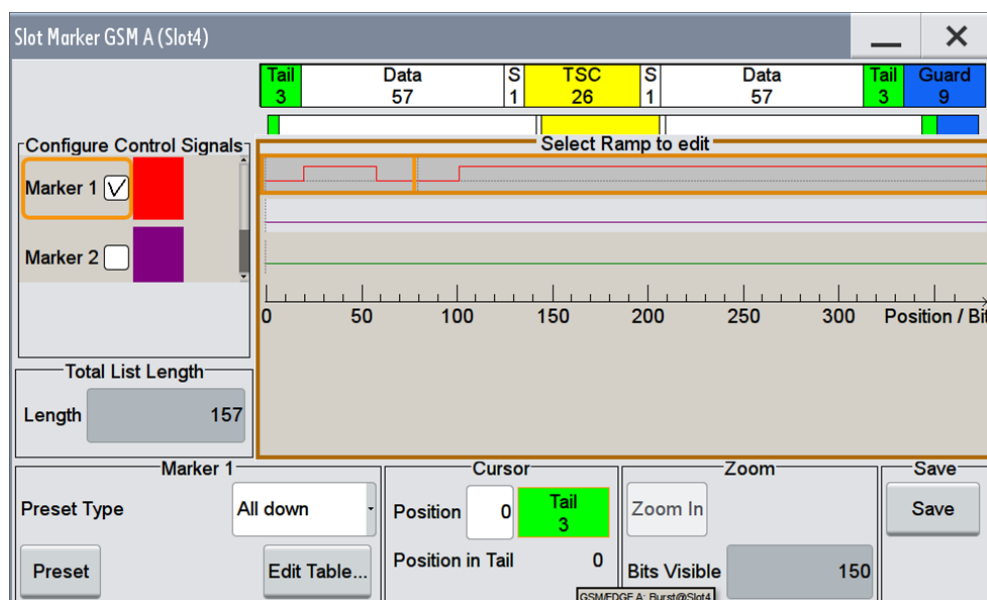 Slot Marker GSM A (Slot4)
Tail Data S TSC S Data Tail Guard
3 57 1 26 1 57 3 9
Configure Control Signals
Select Ramp to edit
Marker 1
Marker 2
0 50 100 150 200 250 300 Position / Bit
Total List Length
Length 157
Marker 1
Preset Type All down
Preset Edit Table...
Cursor
Position 0 Tail 3
Position in Tail 0
Zoom
Zoom In
Bits Visible 150
Save
Save
GSM/EDGE A: Burst@Slot4